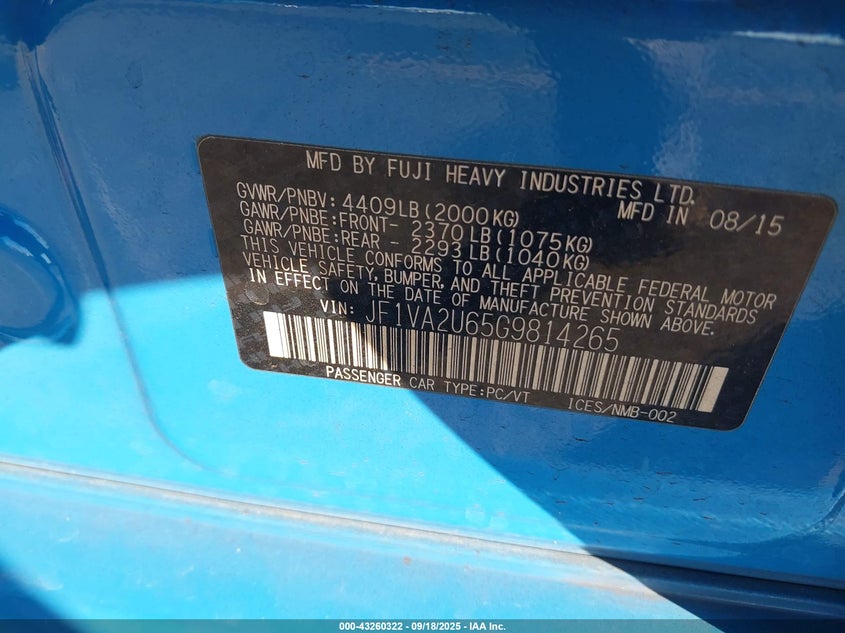 MFD BY FUJI HEAVY INDUSTRIES LTD.
GVWR/PNBV: 4409LB(2000KG) MFD IN 08/15
GAWR/PNBE:FRONT- 2370LB(1075KG)
GAWR/PNBE:REAR - 2293LB(1040KG)
THIS VEHICLE CONFORMS TO ALL APPLICABLE FEDERAL MOTOR
VEHICLE SAFETY, BUMPER, AND THEFT PREVENTION STANDARDS
IN EFFECT ON THE DATE OF MANUFACTURE SHOWN ABOVE.
VIN: JF1VA2U65G9814265
PASSENGER CAR TYPE:PC/VT ICES/NMB-002
000-43260322 - 09/18/2025 - IAA Inc.